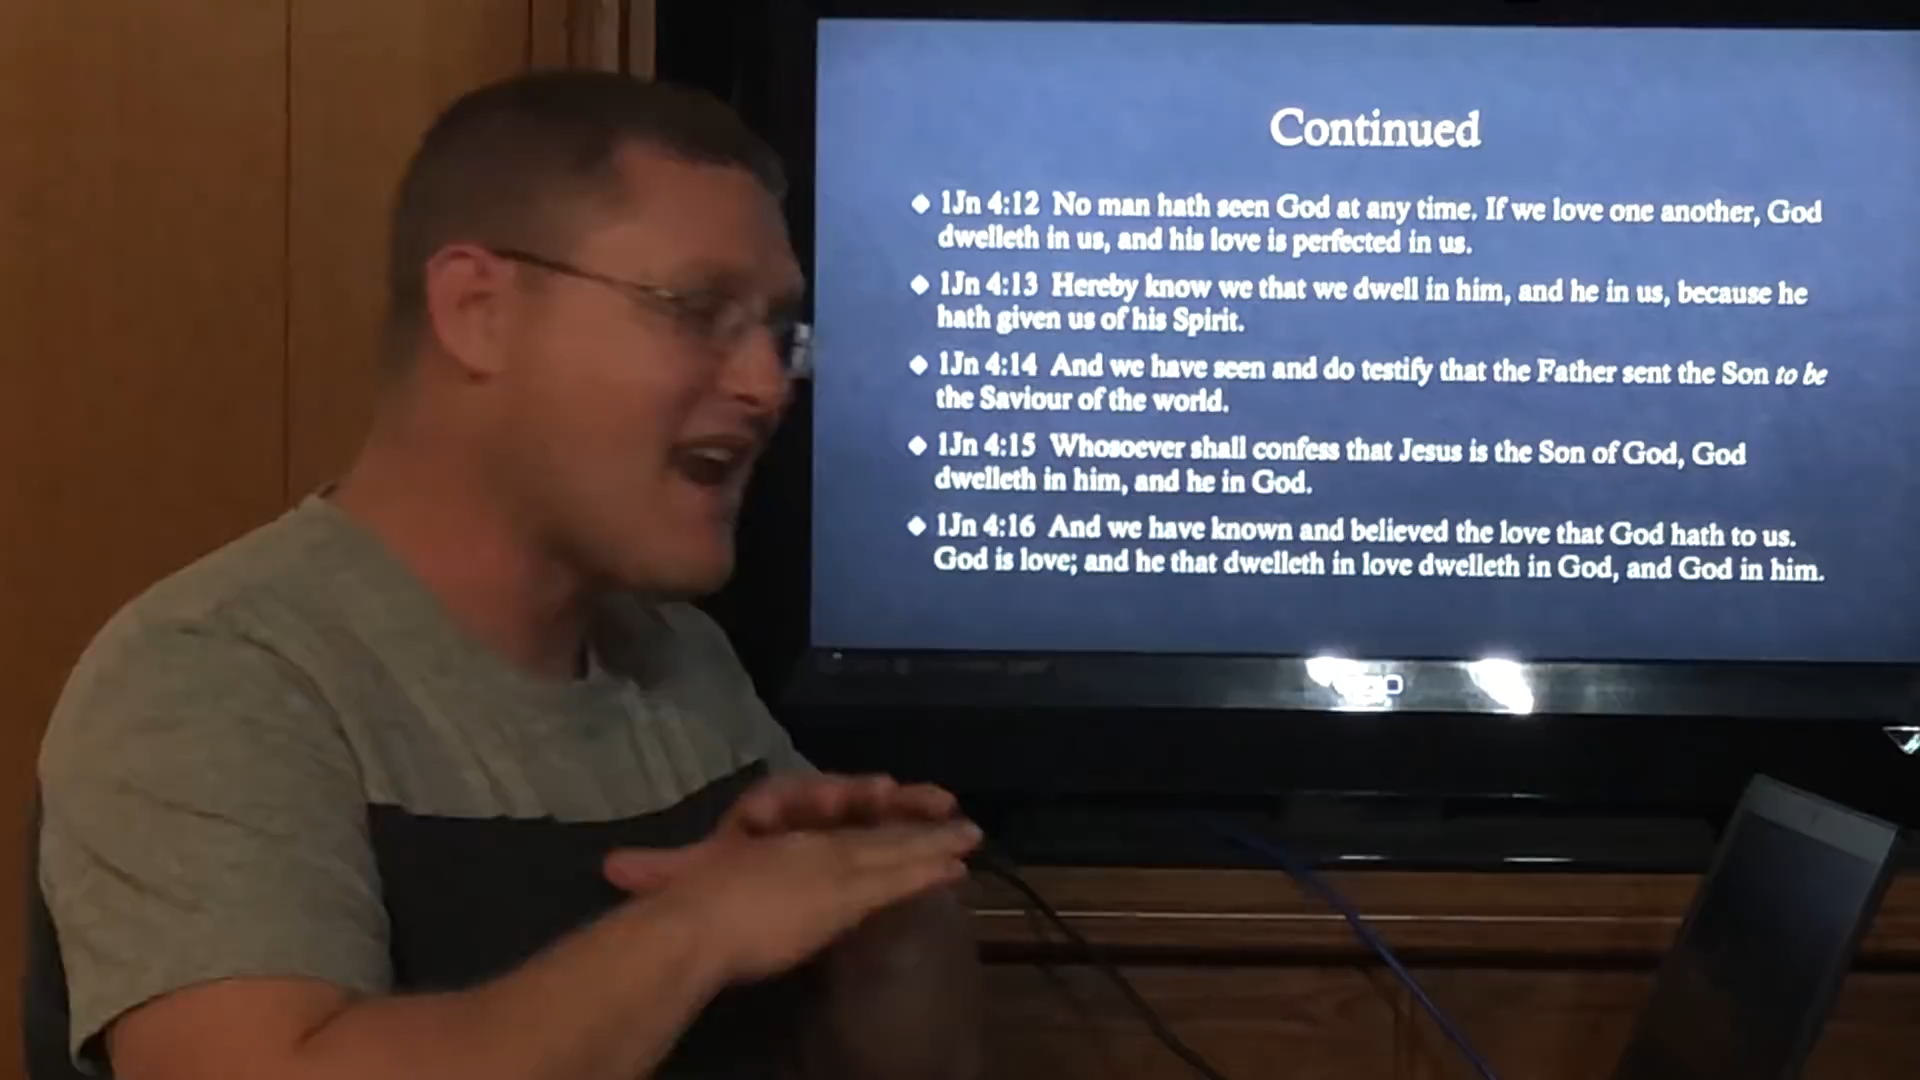 Continued
◆ 1Jn 4:12 No man hath seen God at any time. If we love one another, God
dwelleth in us, and his love is perfected in us.
◆ 1Jn 4:13 Hereby know we that we dwell in him, and he in us, because he
hath given us of his Spirit.
◆ 1Jn 4:14 And we have seen and do testify that the Father sent the Son to be
the Saviour of the world.
◆ 1Jn 4:15 Whosoever shall confess that Jesus is the Son of God, God
dwelleth in him, and he in God.
◆ 1Jn 4:16 And we have known and believed the love that God hath to us.
God is love; and he that dwelleth in love dwelleth in God, and God in him.